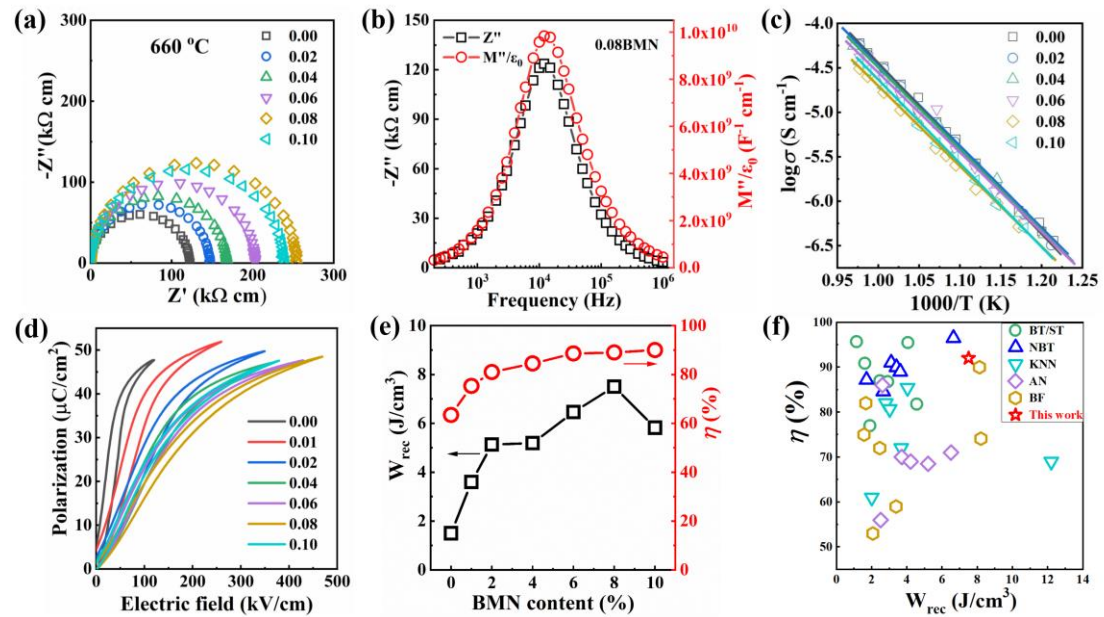 (a)
300
200
100
0
-Z"(kΩ cm)
660 °C
0.00
0.02
0.04
0.06
0.08
0.10
0 100 200 300
Z' (kΩ cm)
(b)
150
120
90
60
30
0
-Z" (kΩ cm)
Z"
M"/ε₀
0.08BMN
1.0x10¹⁰
8.0x10⁹
6.0x10⁹
4.0x10⁹
2.0x10⁹
0.0
M"/ε₀ (F⁻¹ cm⁻¹)
10³ 10⁴ 10⁵ 10⁶
Frequency (Hz)
(c)
-4.0
-4.5
-5.0
-5.5
-6.0
-6.5
logσ (S cm⁻¹)
0.00
0.02
0.04
0.06
0.08
0.10
0.95 1.00 1.05 1.10 1.15 1.20 1.25
1000/T (K)
(d)
60
50
40
30
20
10
0
Polarization (μC/cm²)
0.00
0.01
0.02
0.04
0.06
0.08
0.10
0 100 200 300 400 500
Electric field (kV/cm)
(e)
9
8
7
6
5
4
3
2
1
0
W_rec (J/cm³)
100
80
60
40
20
0
η (%)
0 2 4 6 8 10
BMN content (%)
(f)
100
90
80
70
60
50
η (%)
BT/ST
NBT
KNN
AN
BF
This work
0 2 4 6 8 10 12 14
W_rec (J/cm³)